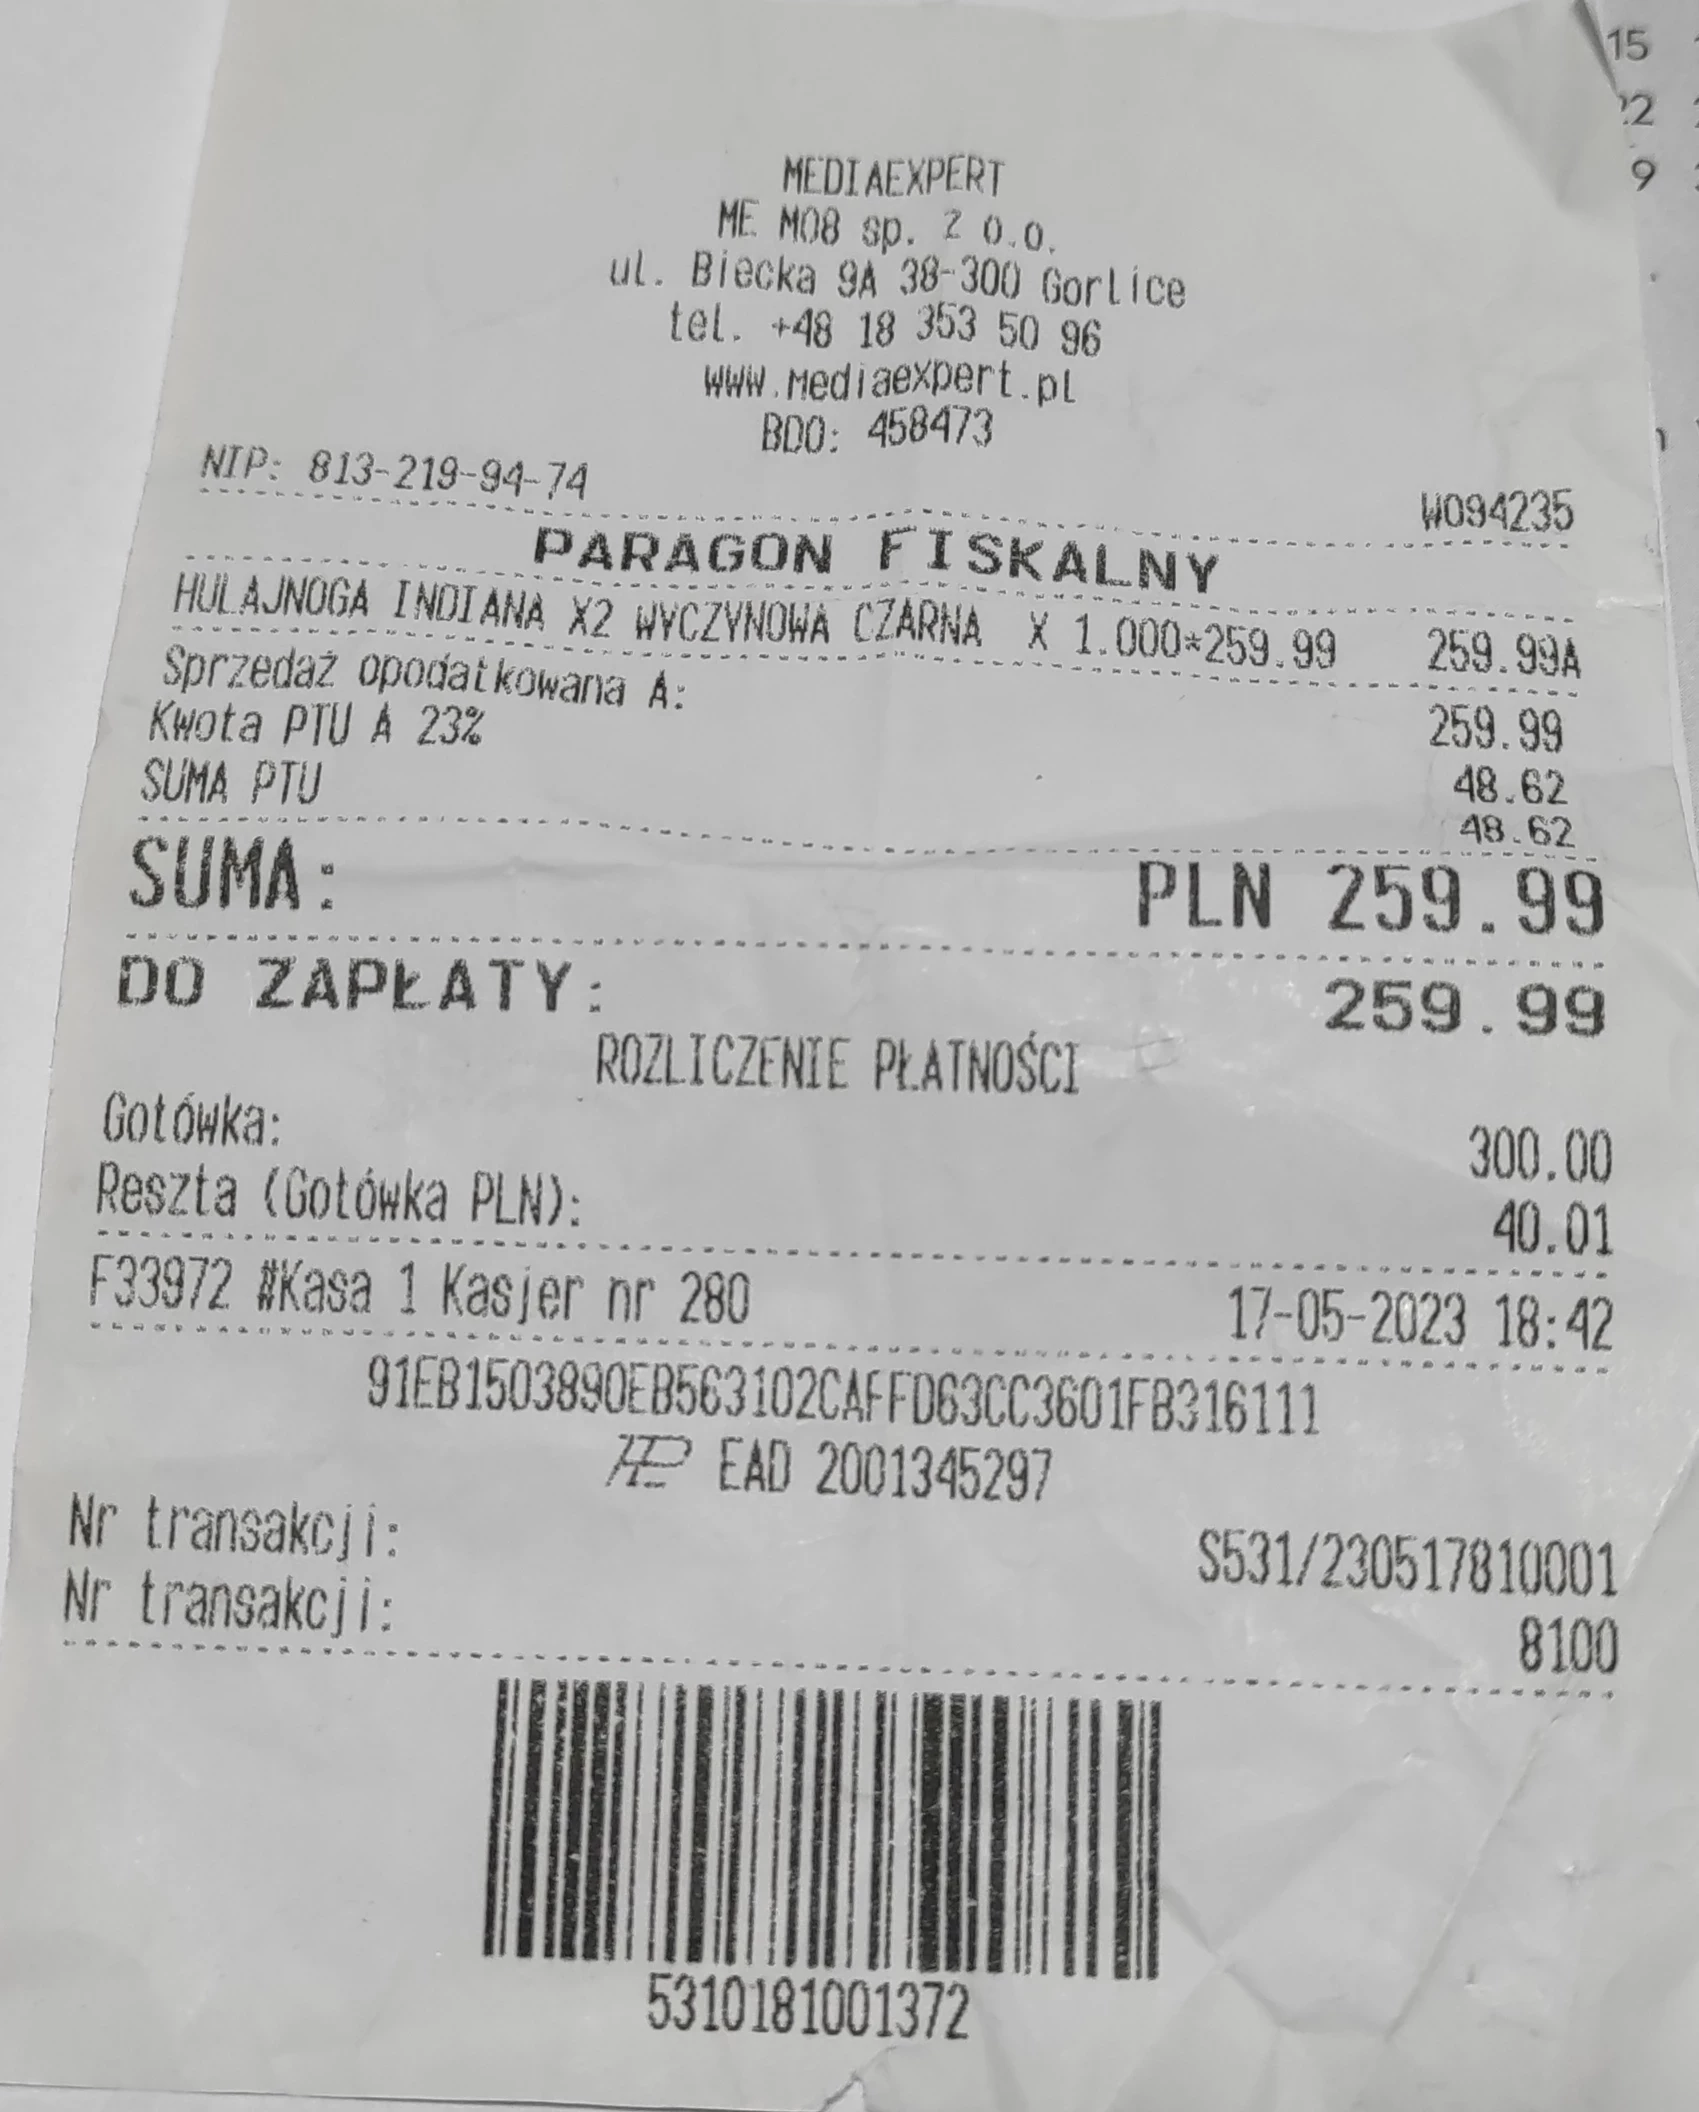 MEDIAEXPERT
ME M08 sp. z o.o.
ul. Biecka 9A 38-300 Gorlice
tel. +48 18 353 50 96
www.mediaexpert.pl
BDO: 458473
NIP: 813-219-94-74 W094235
PARAGON FISKALNY
HULAJNOGA INDIANA X2 WYCZYNOWA CZARNA X 1.000*259.99 259.99A
Sprzedaż opodatkowana A: 259.99
Kwota PTU A 23% 48.62
SUMA PTU 48.62
SUMA: PLN 259.99
DO ZAPŁATY: 259.99
ROZLICZENIE PŁATNOŚCI
Gotówka: 300.00
Reszta (Gotówka PLN): 40.01
F33972 #Kasa 1 Kasjer nr 280 17-05-2023 18:42
91EB1503890EB563102CAFFD63CC3601FB316111
EAD 2001345297
Nr transakcji: S531/230517810001
Nr transakcji: 8100
5310181001372
15
22
9